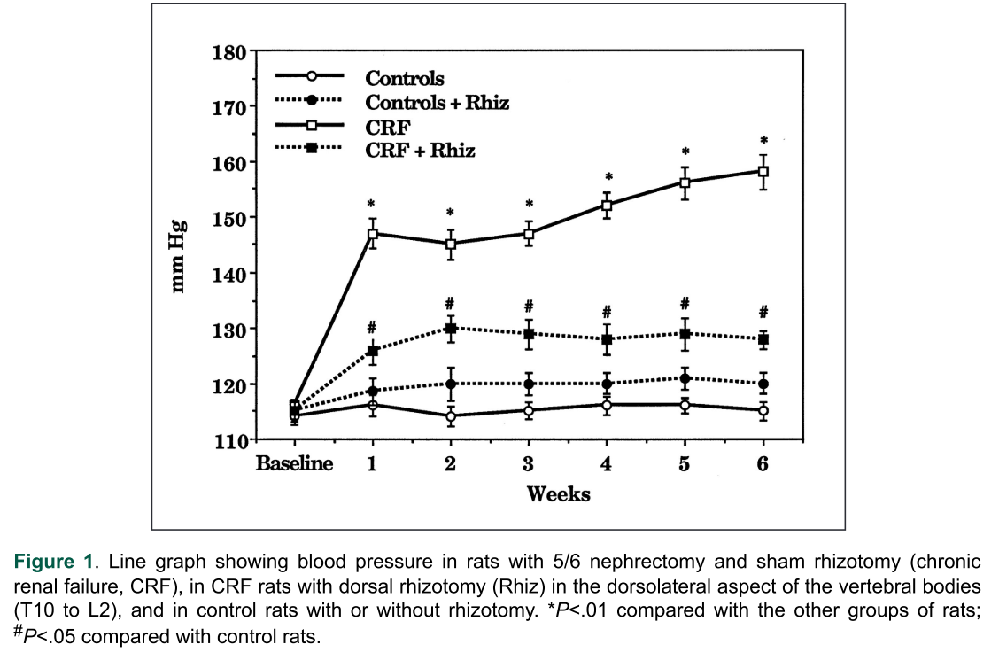 180
170
160
150
140
130
120
110
mm Hg
Controls
Controls + Rhiz
CRF
CRF + Rhiz
* * * * * *
# # # # # #
Baseline 1 2 3 4 5 6
Weeks
Figure 1. Line graph showing blood pressure in rats with 5/6 nephrectomy and sham rhizotomy (chronic
renal failure, CRF), in CRF rats with dorsal rhizotomy (Rhiz) in the dorsolateral aspect of the vertebral bodies
(T10 to L2), and in control rats with or without rhizotomy. *P<.01 compared with the other groups of rats;
#P<.05 compared with control rats.